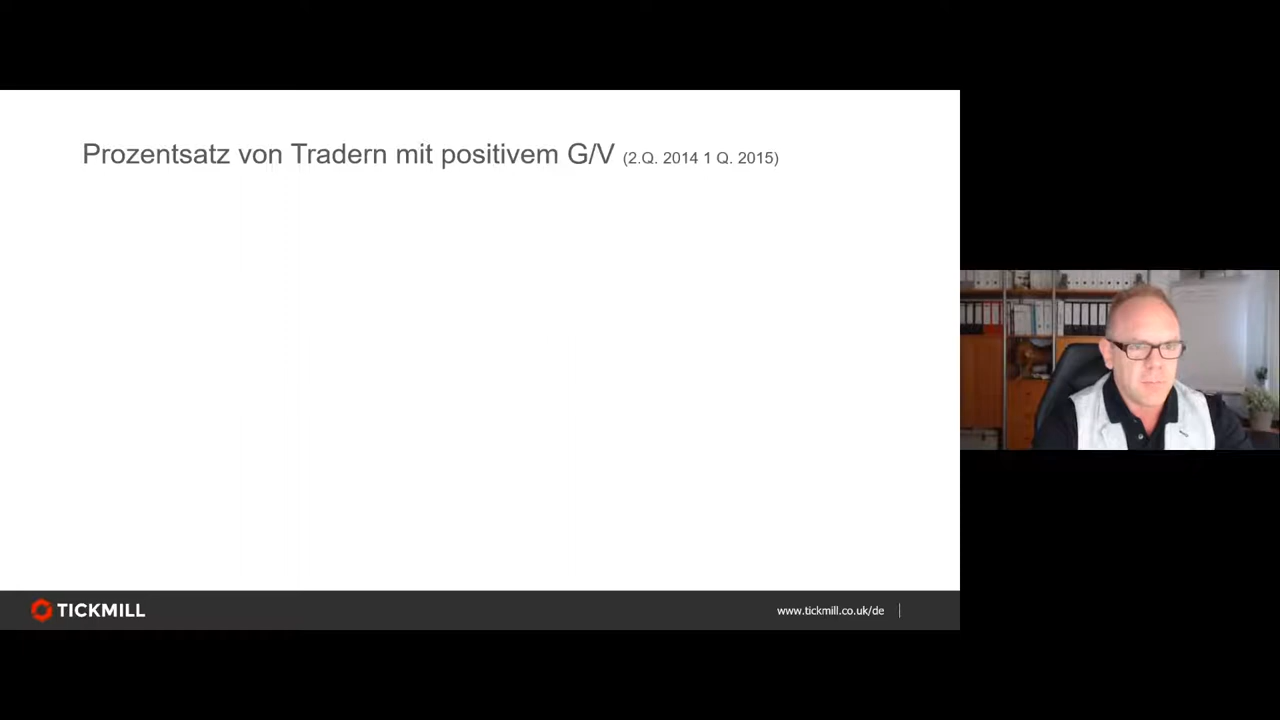 Prozentsatz von Tradern mit positivem G/V (2.Q. 2014 1 Q. 2015)
TICKMILL
www.tickmill.co.uk/de